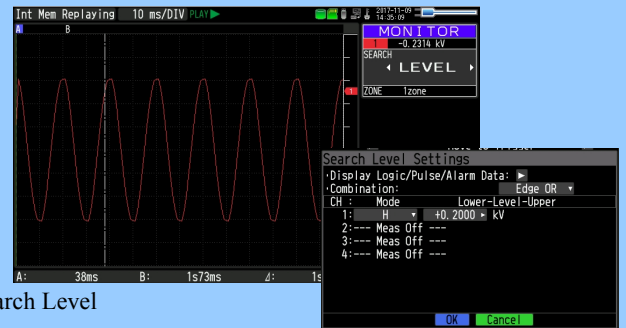 Int Mem Replaying 10 ms/DIV PLAY 2017-11-09
14:35:09
A B
MONITOR
1 -0.2314 kV
SEARCH
LEVEL
1
ZONE 1zone
Search Level Settings
·Display Logic/Pulse/Alarm Data:
·Combination: Edge OR
CH : Mode Lower-Level-Upper
1: H +0.2000 kV
2:--- Meas Off ---
3:--- Meas Off ---
4:--- Meas Off ---
A: 38ms B: 1s73ms ⊿:
arch Level
OK Cancel